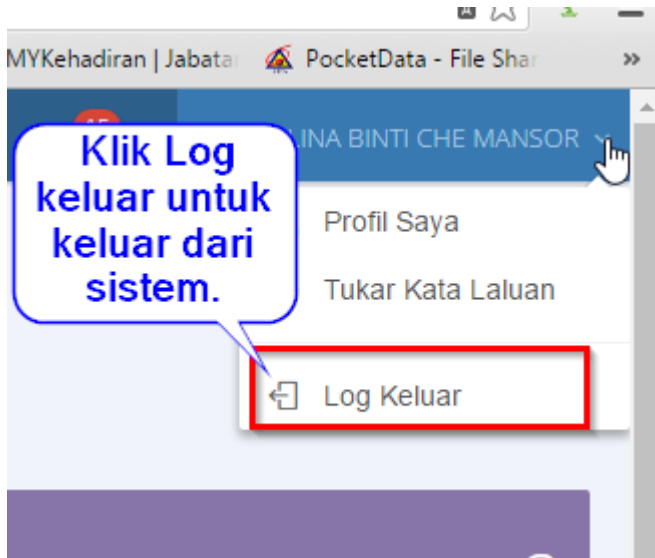 MYKehadiran | Jabata
PocketData - File Shar
»
LINA BINTI CHE MANSOR
Klik Log
keluar untuk
keluar dari
sistem.
Profil Saya
Tukar Kata Laluan
Log Keluar